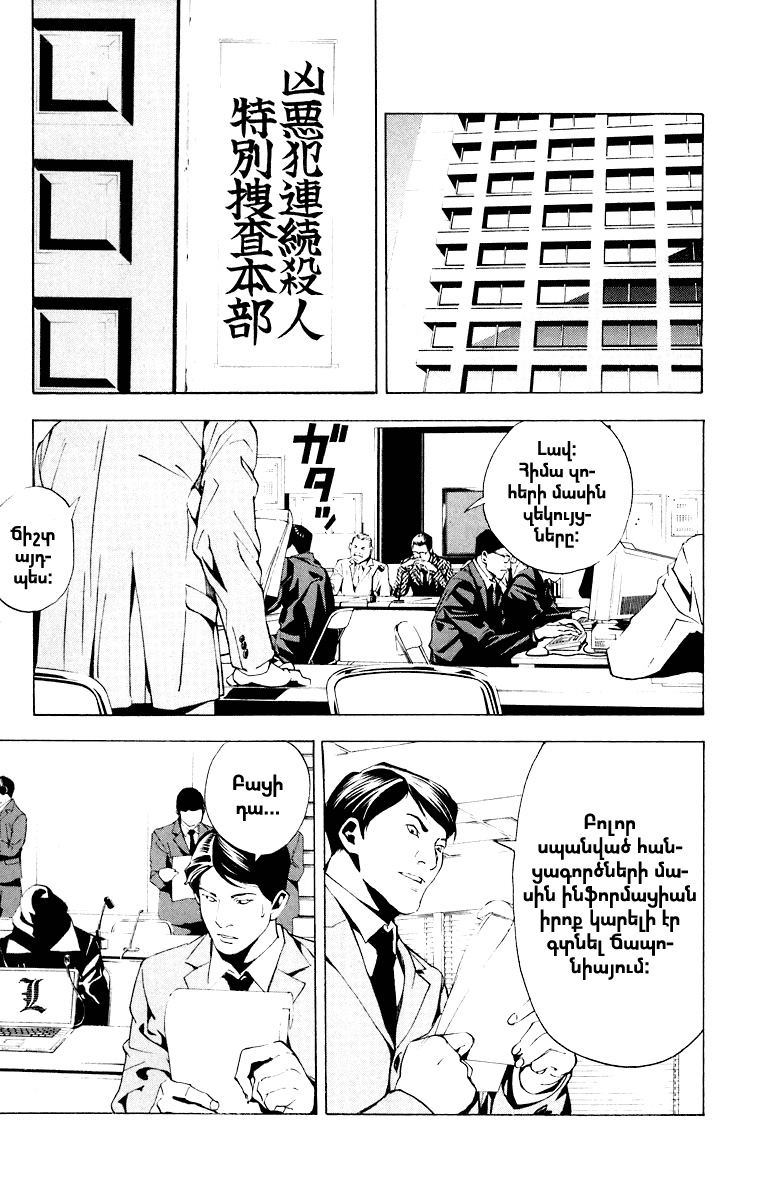 凶悪犯連続殺人
特別捜査本部
Լավ։
Հիմա զո-
հերի մասին
զեկույց-
ները։
ガタッ
Ճիշտ
այդ-
պես։
Բոլոր
սպանված հան-
ցագործների մա-
սին ինֆորմացիան
իրոք կարելի էր
գտնել Ճապո-
նիայում։
Բացի
դա...
L